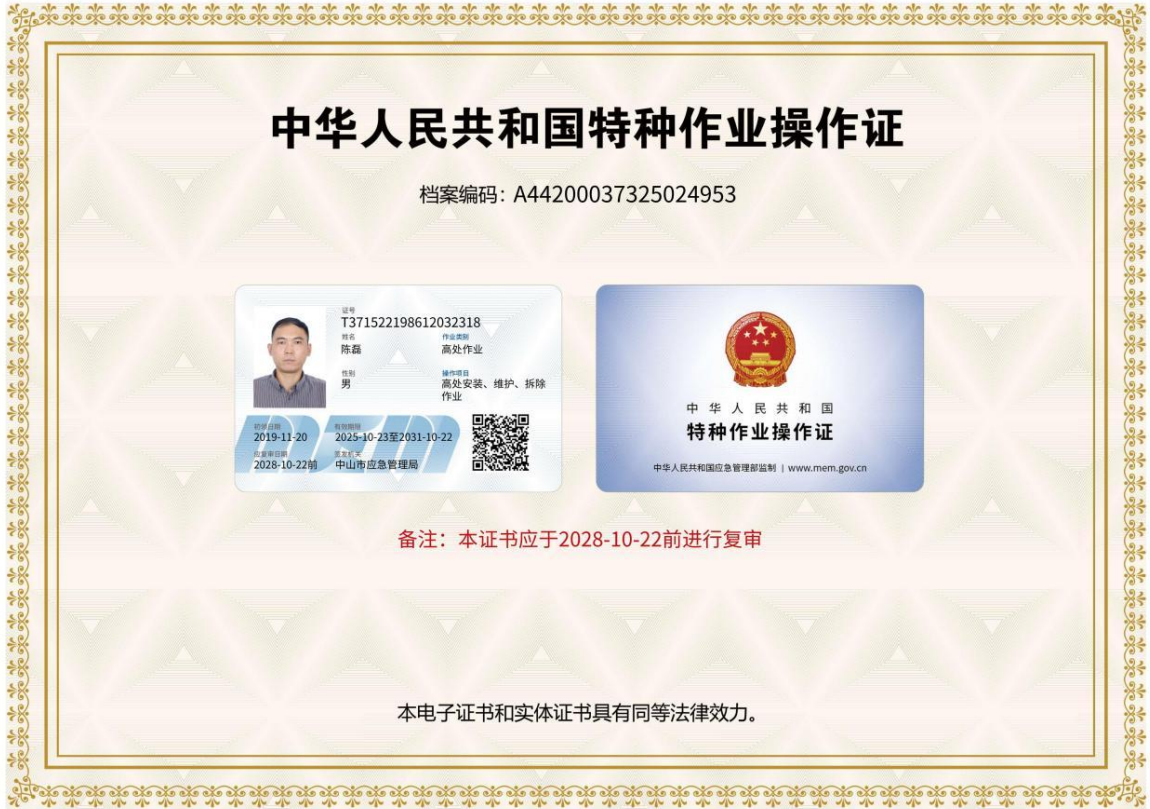 中华人民共和国特种作业操作证
档案编码：A44200037325024953
证号
T371522198612032318
姓名
陈磊
作业类别
高处作业
性别
男
操作项目
高处安装、维护、拆除
作业
初领日期
2019-11-20
有效期限
2025-10-23至2031-10-22
应复审日期
2028-10-22前
签发机关
中山市应急管理局
中华人民共和国
特种作业操作证
中华人民共和国应急管理部监制 | www.mem.gov.cn
备注：本证书应于2028-10-22前进行复审
本电子证书和实体证书具有同等法律效力。